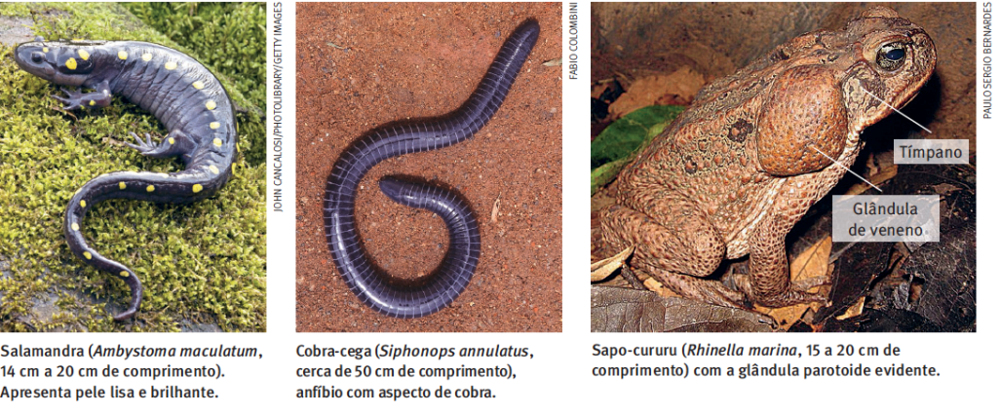 JOHN CANCALOSI/PHOTOLIBRARY/GETTY IMAGES
FABIO COLOMBINI
PAULO SERGIO BERNARDES
Tímpano
Glândula
de veneno
Salamandra (Ambystoma maculatum,
14 cm a 20 cm de comprimento).
Apresenta pele lisa e brilhante.
Cobra-cega (Siphonops annulatus,
cerca de 50 cm de comprimento),
anfíbio com aspecto de cobra.
Sapo-cururu (Rhinella marina, 15 a 20 cm de
comprimento) com a glândula parotoide evidente.